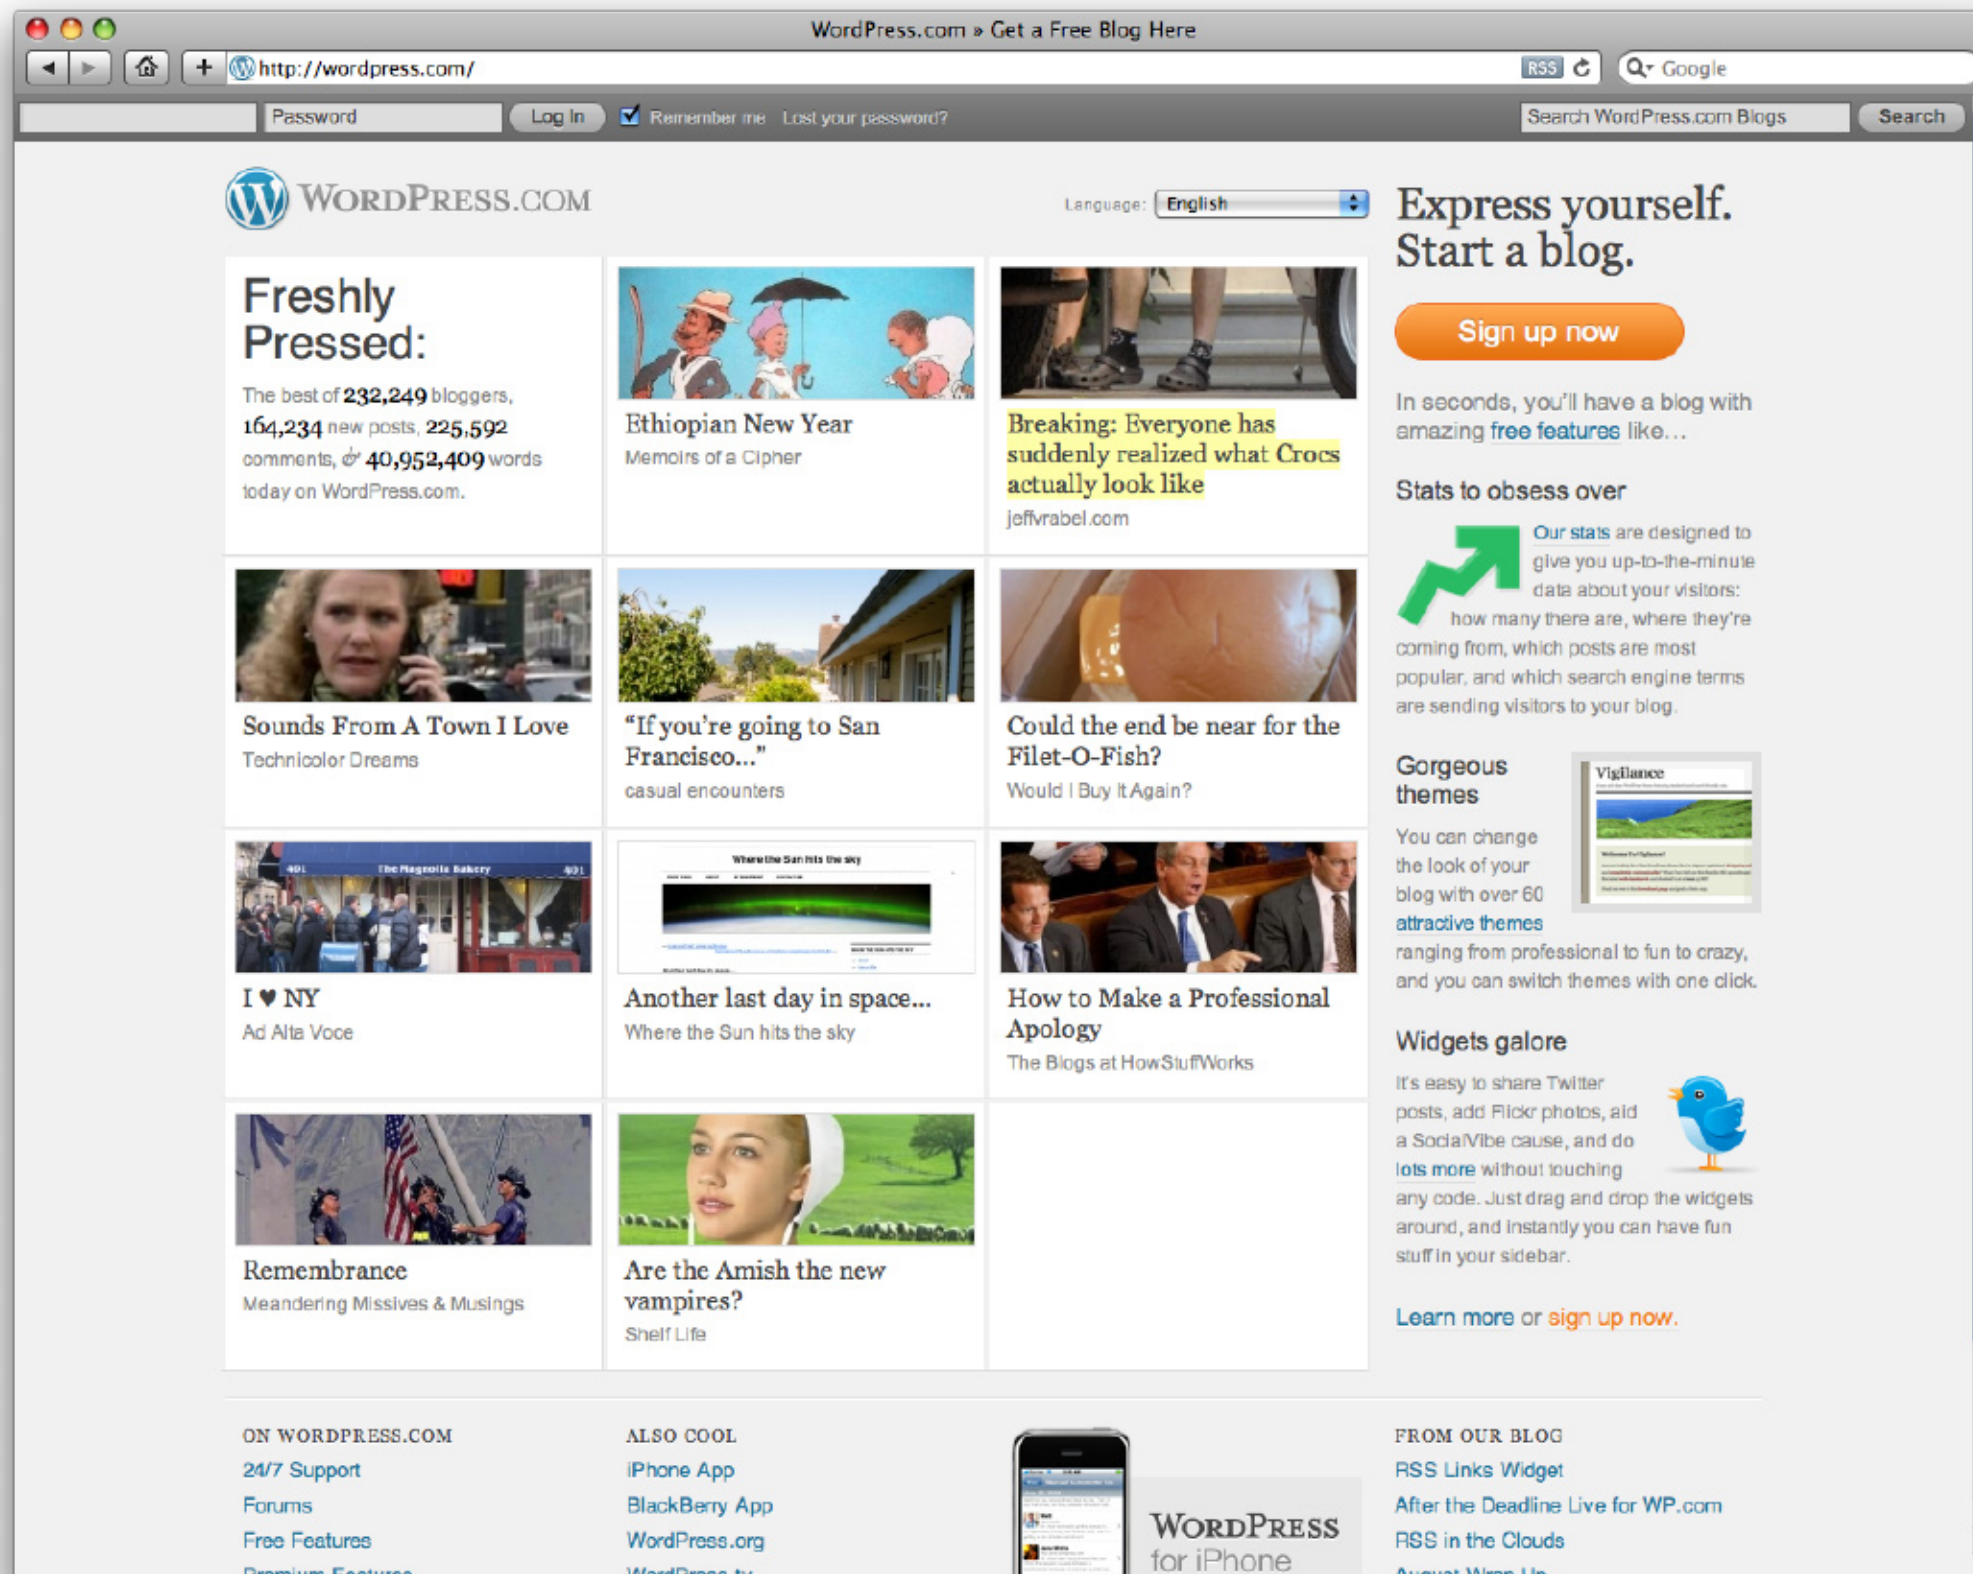 WordPress.com » Get a Free Blog Here
http://wordpress.com/
RSS
Google
Password
Log In
Remember me
Lost your password?
Search WordPress.com Blogs
Search
WORDPRESS.COM
Language:
English
Freshly
Pressed:
The best of 232,249 bloggers,
164,234 new posts, 225,592
comments, & 40,952,409 words
today on WordPress.com.
Ethiopian New Year
Memoirs of a Cipher
Breaking: Everyone has
suddenly realized what Crocs
actually look like
jeffvrabel.com
Sounds From A Town I Love
Technicolor Dreams
“If you’re going to San
Francisco...”
casual encounters
Could the end be near for the
Filet-O-Fish?
Would I Buy It Again?
401
The Magnolia Bakery
401
I ♥ NY
Ad Alta Voce
Where the Sun hits the sky
Another last day in space...
Where the Sun hits the sky
How to Make a Professional
Apology
The Blogs at HowStuffWorks
Remembrance
Meandering Missives & Musings
Are the Amish the new
vampires?
Shelf Life
Express yourself.
Start a blog.
Sign up now
In seconds, you'll have a blog with
amazing free features like...
Stats to obsess over
Our stats are designed to
give you up-to-the-minute
data about your visitors:
how many there are, where they're
coming from, which posts are most
popular, and which search engine terms
are sending visitors to your blog.
Gorgeous
themes
You can change
the look of your
blog with over 60
attractive themes
ranging from professional to fun to crazy,
and you can switch themes with one click.
Vigilance
Widgets galore
It's easy to share Twitter
posts, add Flickr photos, aid
a SocialVibe cause, and do
lots more without touching
any code. Just drag and drop the widgets
around, and instantly you can have fun
stuff in your sidebar.
Learn more or sign up now.
ON WORDPRESS.COM
24/7 Support
Forums
Free Features
Premium Features
ALSO COOL
iPhone App
BlackBerry App
WordPress.org
WordPress.tv
WORDPRESS
for iPhone
FROM OUR BLOG
RSS Links Widget
After the Deadline Live for WP.com
RSS in the Clouds
August Wrap-Up